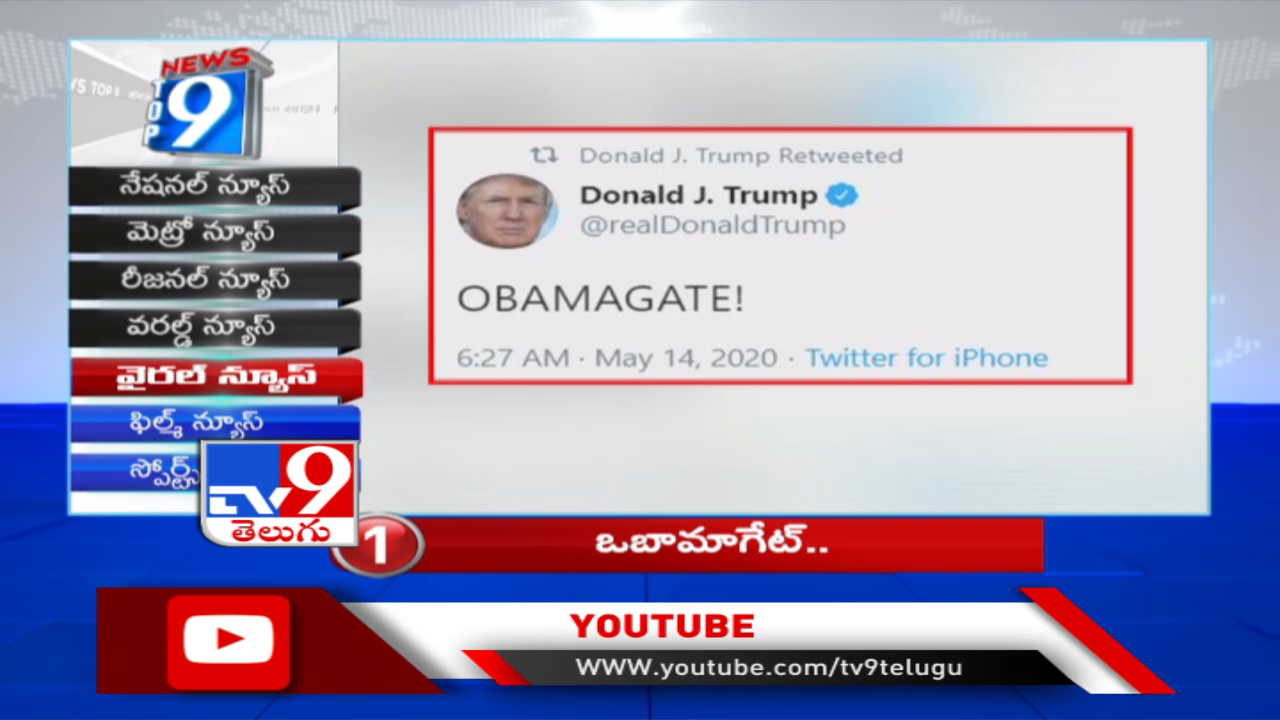 NEWS
TOP
9
నేషనల్ న్యూస్
మెట్రో న్యూస్
రీజనల్ న్యూస్
వరల్డ్ న్యూస్
వైరల్ న్యూస్
ఫిల్మ్ న్యూస్
స్పోర్ట్స్
Donald J. Trump Retweeted
Donald J. Trump
@realDonaldTrump
OBAMAGATE!
6:27 AM · May 14, 2020 · Twitter for iPhone
TV9
తెలుగు
1 ఒబామాగేట్..
YOUTUBE
WWW.youtube.com/tv9telugu